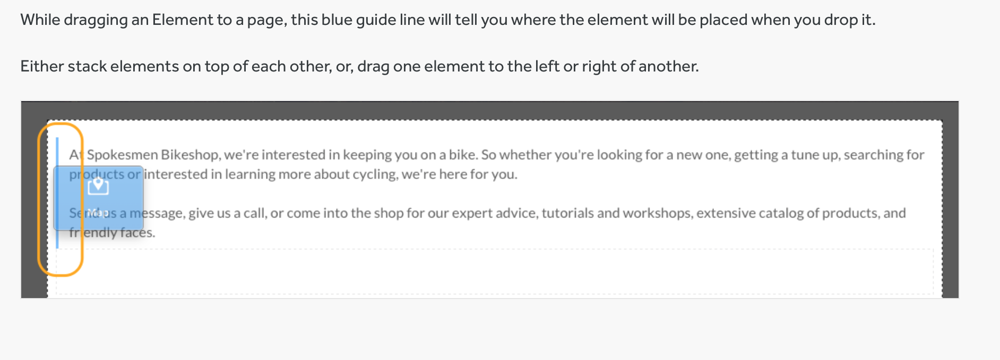 While dragging an Element to a page, this blue guide line will tell you where the element will be placed when you drop it.
Either stack elements on top of each other, or, drag one element to the left or right of another.
At Spokesmen Bikeshop, we're interested in keeping you on a bike. So whether you're looking for a new one, getting a tune up, searching for
products or interested in learning more about cycling, we're here for you.
Map
Send us a message, give us a call, or come into the shop for our expert advice, tutorials and workshops, extensive catalog of products, and
friendly faces.